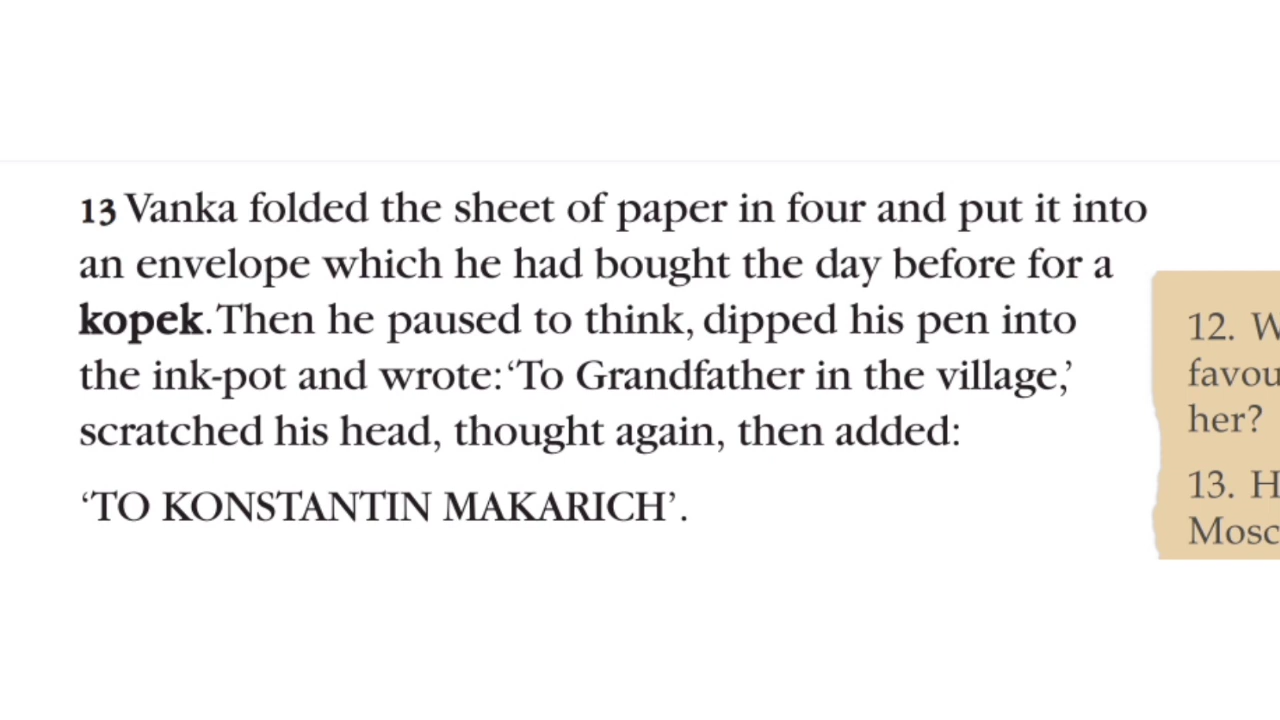 13 Vanka folded the sheet of paper in four and put it into
an envelope which he had bought the day before for a
kopek. Then he paused to think, dipped his pen into
the ink-pot and wrote: ‘To Grandfather in the village,’
scratched his head, thought again, then added:
‘TO KONSTANTIN MAKARICH’.
12. W
favou
her?
13. H
Mosc